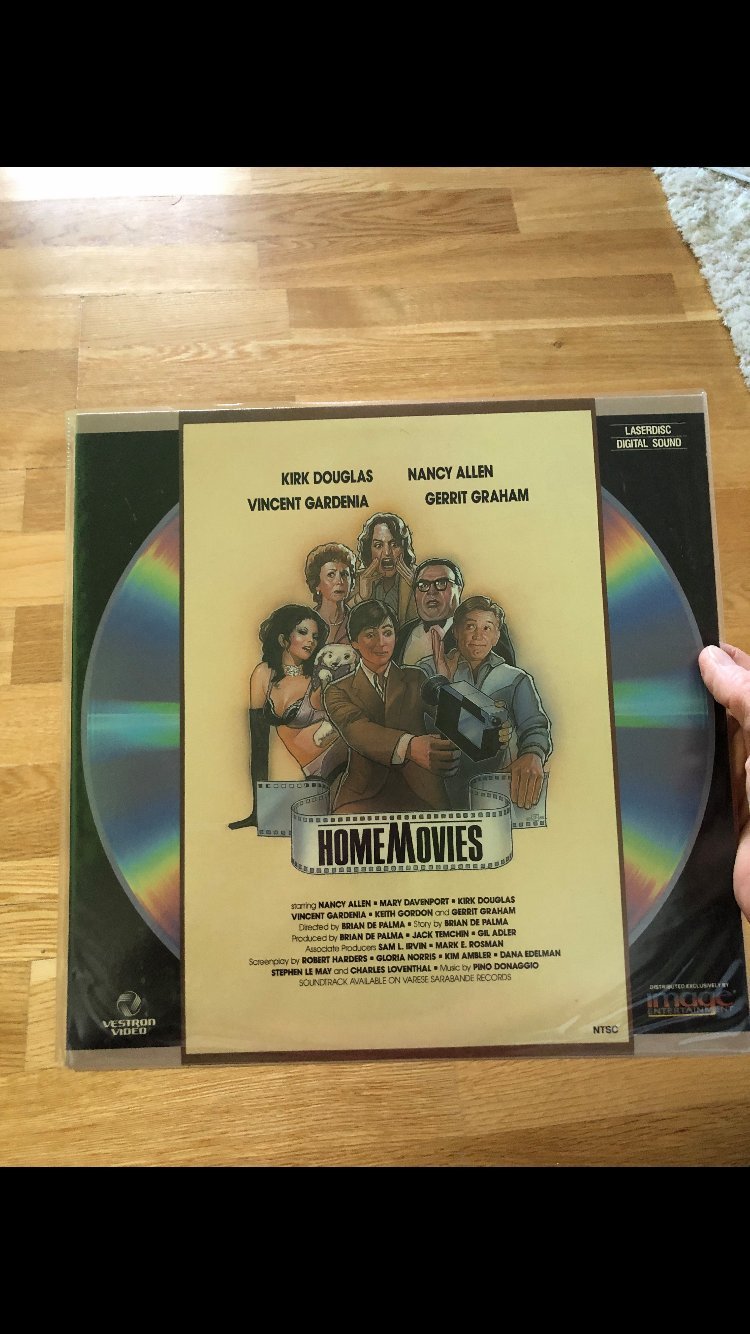 LASERDISC
DIGITAL SOUND
KIRK DOUGLAS NANCY ALLEN
VINCENT GARDENIA GERRIT GRAHAM
HOMEMOVIES
starring NANCY ALLEN ▪ MARY DAVENPORT ▪ KIRK DOUGLAS
VINCENT GARDENIA ▪ KEITH GORDON and GERRIT GRAHAM
Directed by BRIAN DE PALMA ▪ Story by BRIAN DE PALMA
Produced by BRIAN DE PALMA ▪ JACK TEMCHIN ▪ GIL ADLER
Associate Producers SAM L. IRVIN ▪ MARK E. ROSMAN
Screenplay by ROBERT HARDERS ▪ GLORIA NORRIS ▪ KIM AMBLER ▪ DANA EDELMAN
STEPHEN LE MAY and CHARLES LOVENTHAL ▪ Music by PINO DONAGGIO
SOUNDTRACK AVAILABLE ON VARESE SARABANDE RECORDS
VESTRON
VIDEO
DISTRIBUTED EXCLUSIVELY BY
image
ENTERTAINMENT
NTSC